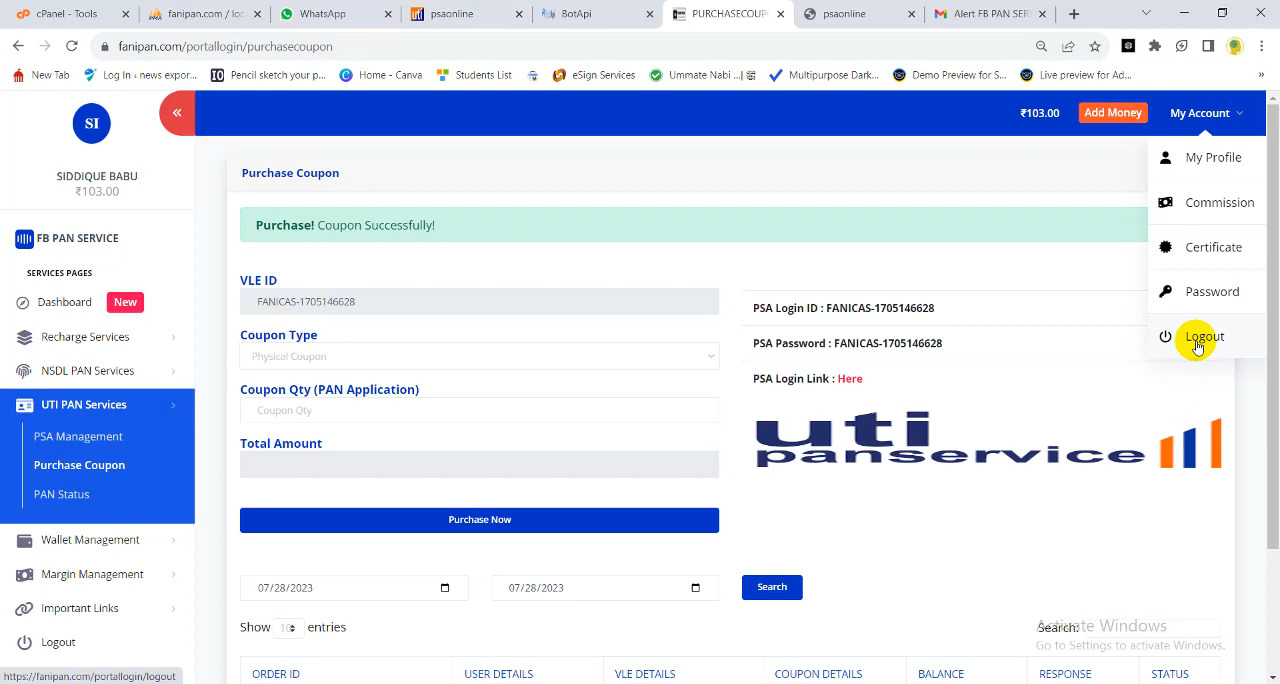 cPanel - Tools
fanipan.com / loc
WhatsApp
psaonline
BotApi
PURCHASECOUP
psaonline
Alert FB PAN SER
fanipan.com/portallogin/purchasecoupon
New Tab
Log In ‹ news expor...
Pencil sketch your p...
Home - Canva
Students List
eSign Services
Ummate Nabi ...|
Multipurpose Dark...
Demo Preview for S...
Live preview for Ad...
»
SI
«
₹103.00
Add Money
My Account
SIDDIQUE BABU
₹103.00
FB PAN SERVICE
SERVICES PAGES
Dashboard New
Recharge Services
NSDL PAN Services
UTI PAN Services
PSA Management
Purchase Coupon
PAN Status
Wallet Management
Margin Management
Important Links
Logout
My Profile
Commission
Certificate
Password
Logout
Purchase Coupon
Purchase! Coupon Successfully!
VLE ID
FANICAS-1705146628
Coupon Type
Physical Coupon
Coupon Qty (PAN Application)
Coupon Qty
Total Amount
Purchase Now
PSA Login ID : FANICAS-1705146628
PSA Password : FANICAS-1705146628
PSA Login Link : Here
uti
panservice
07/28/2023
07/28/2023
Search
Show 10 entries
Search:
Activate Windows
Go to Settings to activate Windows.
ORDER ID USER DETAILS VLE DETAILS COUPON DETAILS BALANCE RESPONSE STATUS
https://fanipan.com/portallogin/logout